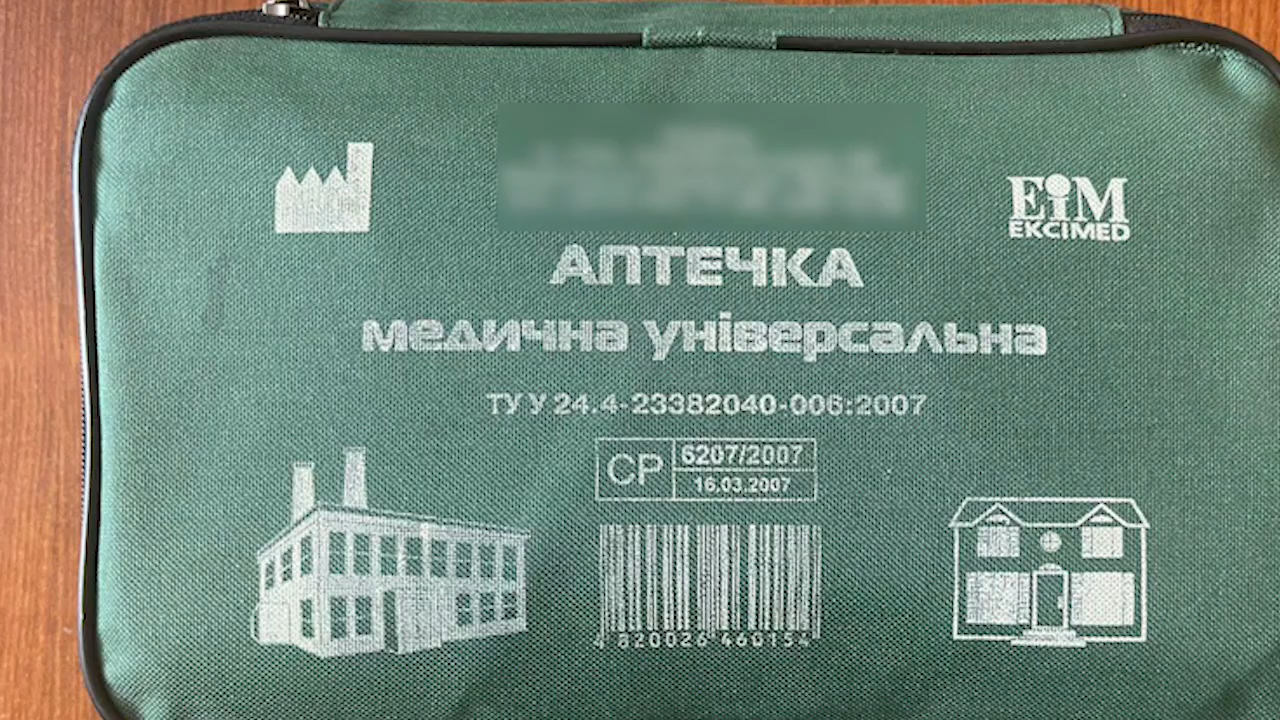 EiM
EKCIMED
АПТЕЧКА
медична універсальна
ТУ У 24.4-23382040-006:2007
СР
6207/2007
16.03.2007
4 820026 460154